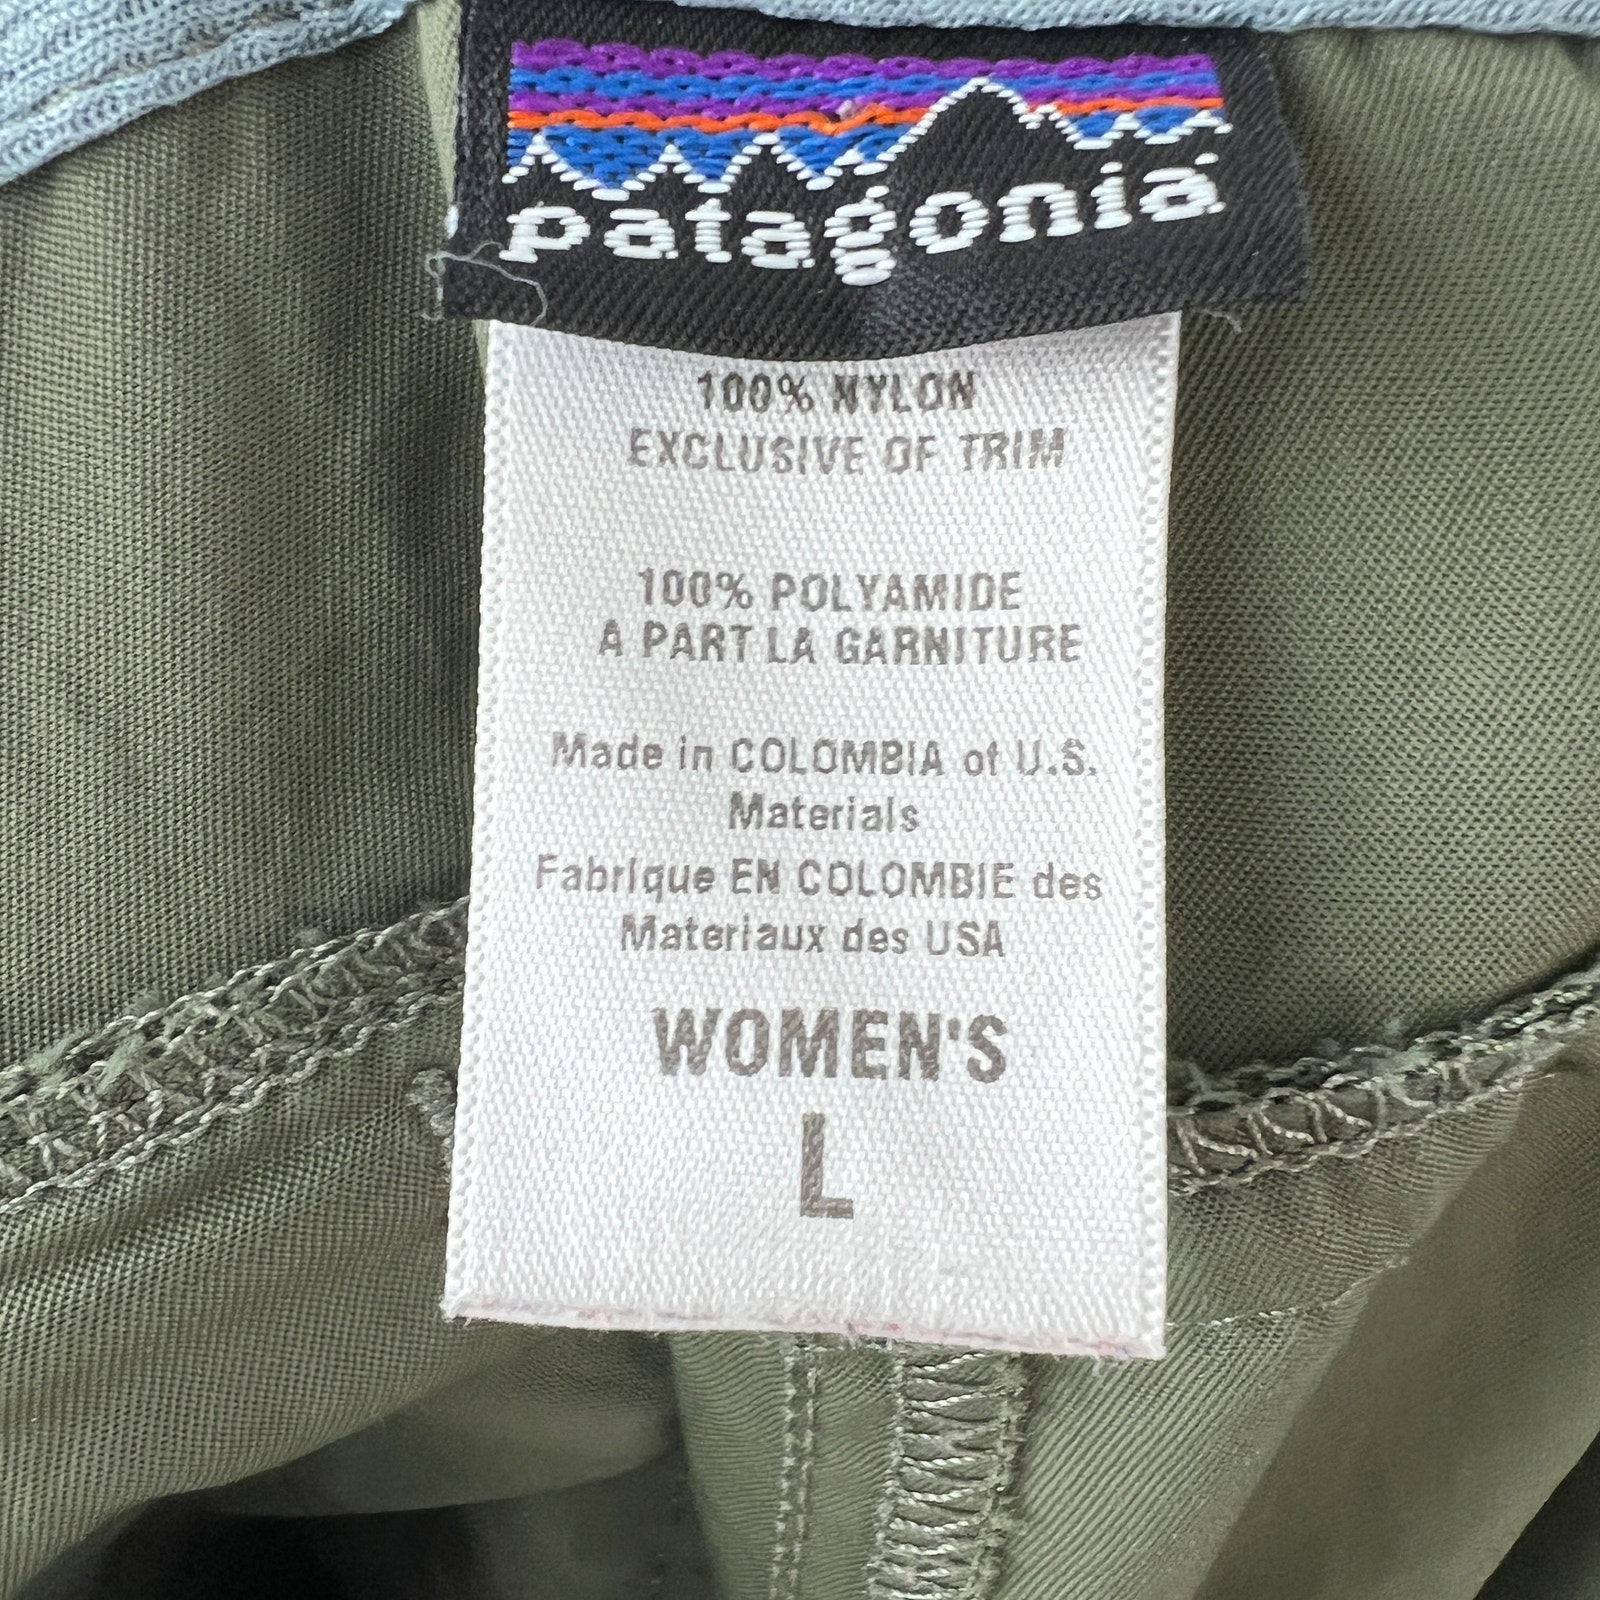 patagonia
100% NYLON
EXCLUSIVE OF TRIM
100% POLYAMIDE
A PART LA GARNITURE
Made in COLOMBIA of U.S.
Materials
Fabrique EN COLOMBIE des
Materiaux des USA
WOMEN'S
L